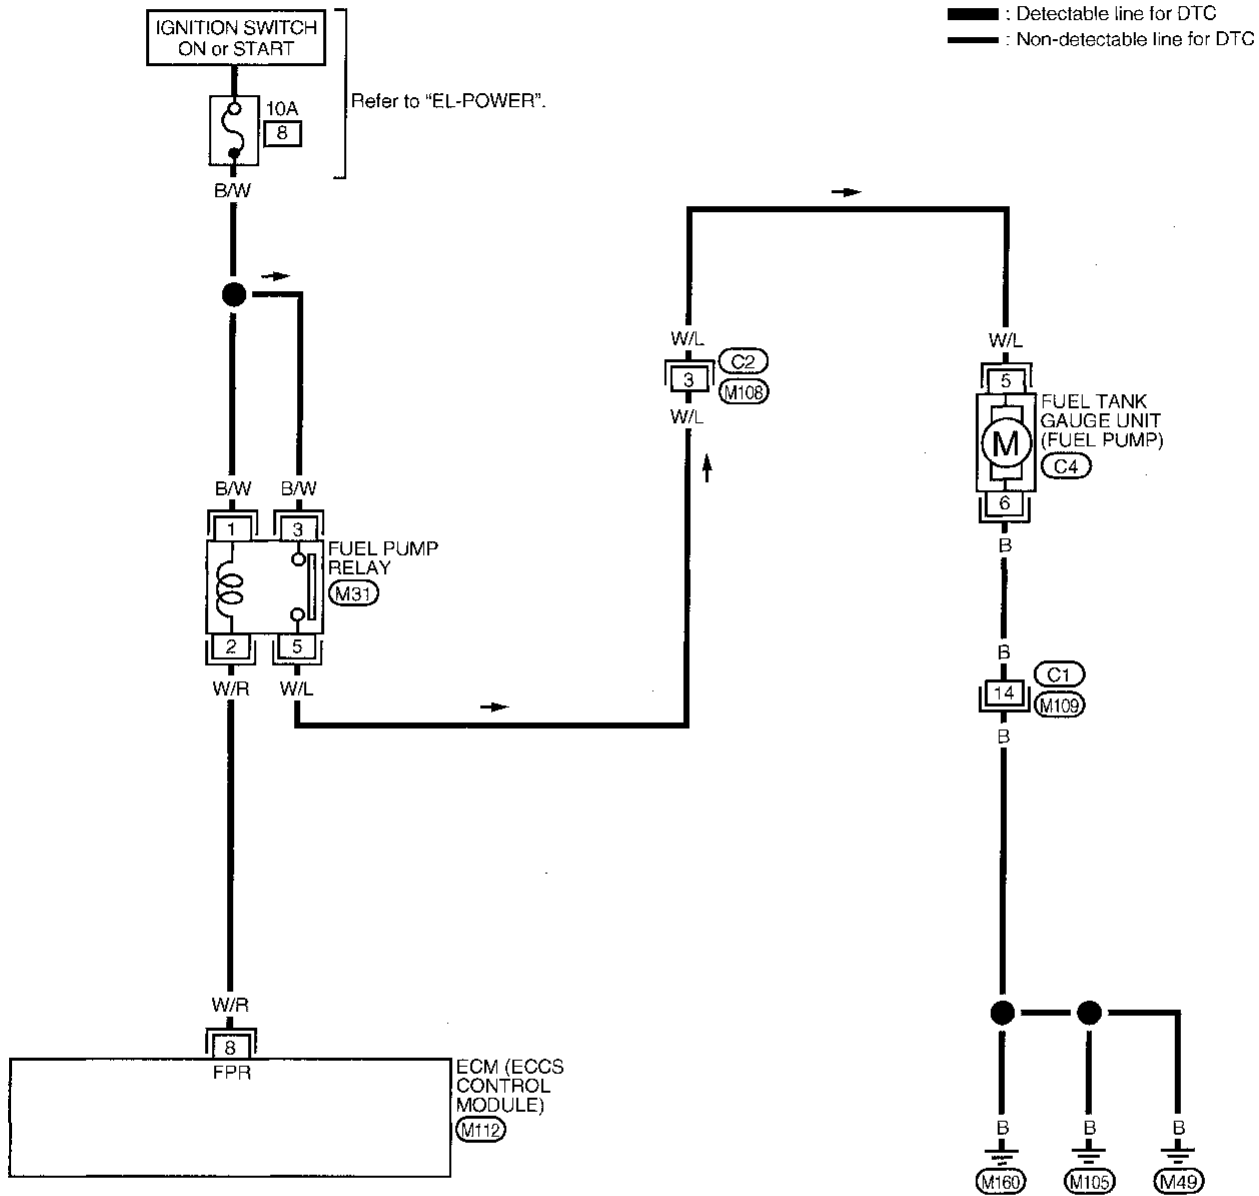 : Detectable line for DTC
: Non-detectable line for DTC
IGNITION SWITCH
ON or START
Refer to "EL-POWER".
10A
8
B/W
W/L
C2
3
M108
W/L
W/L
5
FUEL TANK
GAUGE UNIT
(FUEL PUMP)
M
C4
6
B
B/W
B/W
1
3
FUEL PUMP
RELAY
M31
2
5
W/R
W/L
B
C1
14
M109
B
W/R
8
FPR
ECM (ECCS
CONTROL
MODULE)
M112
B
B
B
M160
M105
M49